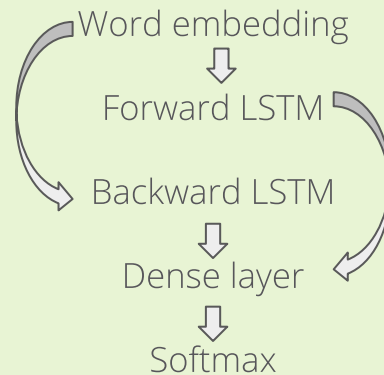 Word embedding
Forward LSTM
Backward LSTM
Dense layer
Softmax